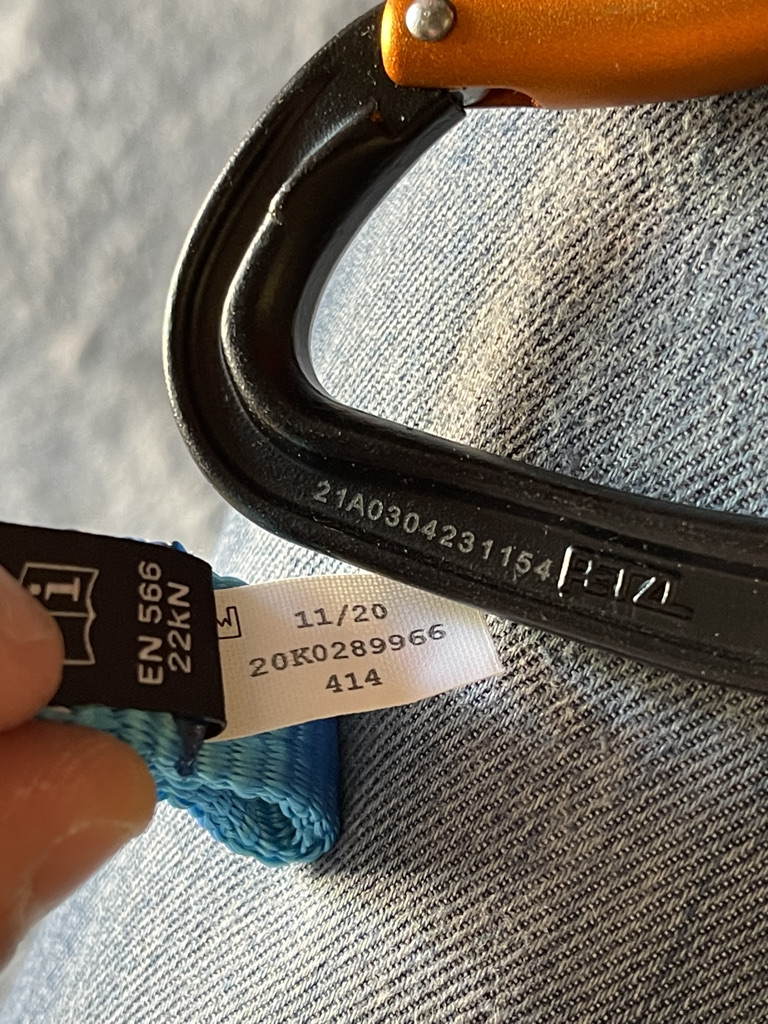 21A0304231154 PETZL
i
EN 566
22kN
11/20
20K0289966
414